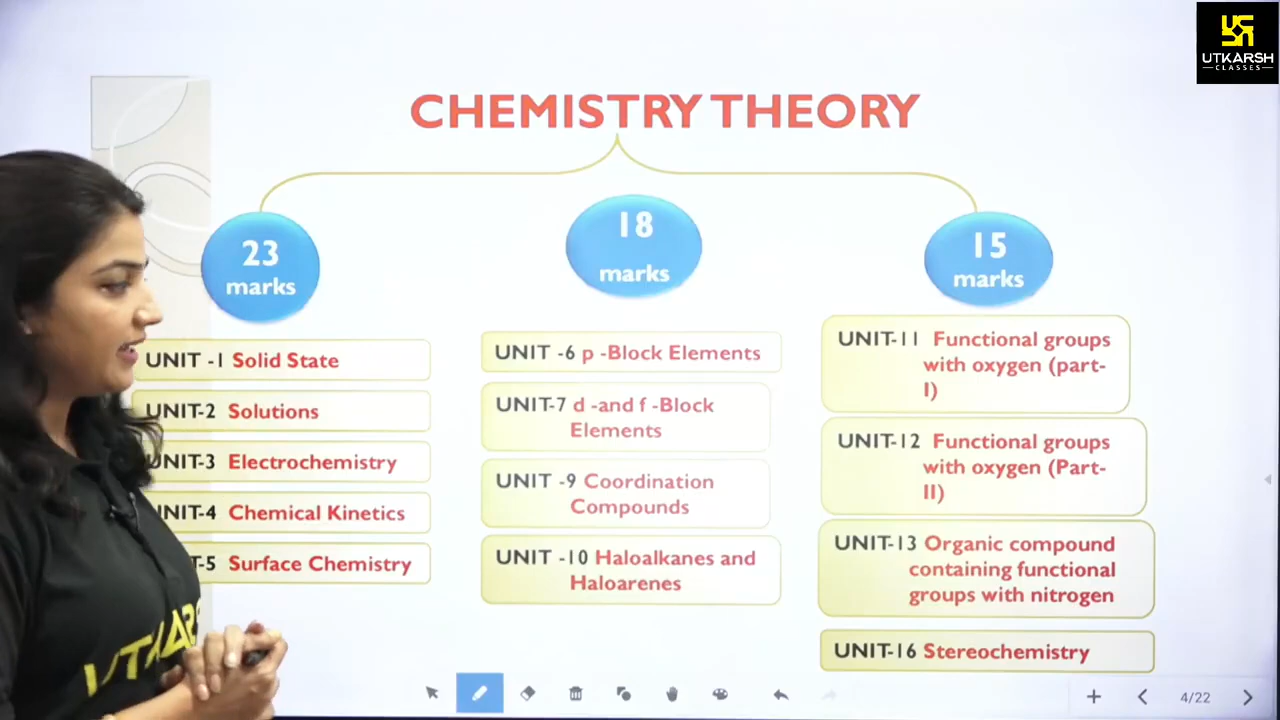 UTKARSH
CLASSES
CHEMISTRY THEORY
23
marks
18
marks
15
marks
UNIT -1 Solid State
UNIT-2 Solutions
UNIT-3 Electrochemistry
UNIT-4 Chemical Kinetics
T-5 Surface Chemistry
UNIT -6 p -Block Elements
UNIT-7 d -and f -Block
Elements
UNIT -9 Coordination
Compounds
UNIT -10 Haloalkanes and
Haloarenes
UNIT-11 Functional groups
with oxygen (part-
I)
UNIT-12 Functional groups
with oxygen (Part-
II)
UNIT-13 Organic compound
containing functional
groups with nitrogen
UNIT-16 Stereochemistry
UTKARS
4/22